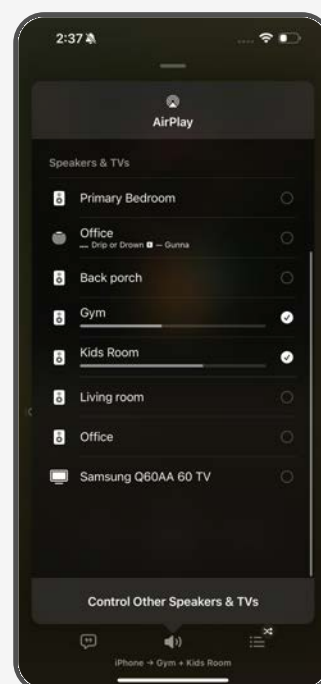 2:37
AirPlay
Speakers & TVs
Primary Bedroom
Office
Drip or Drown 🅴 — Gunna
Back porch
Gym
Kids Room
Living room
Office
Samsung Q60AA 60 TV
Control Other Speakers & TVs
iPhone → Gym + Kids Room